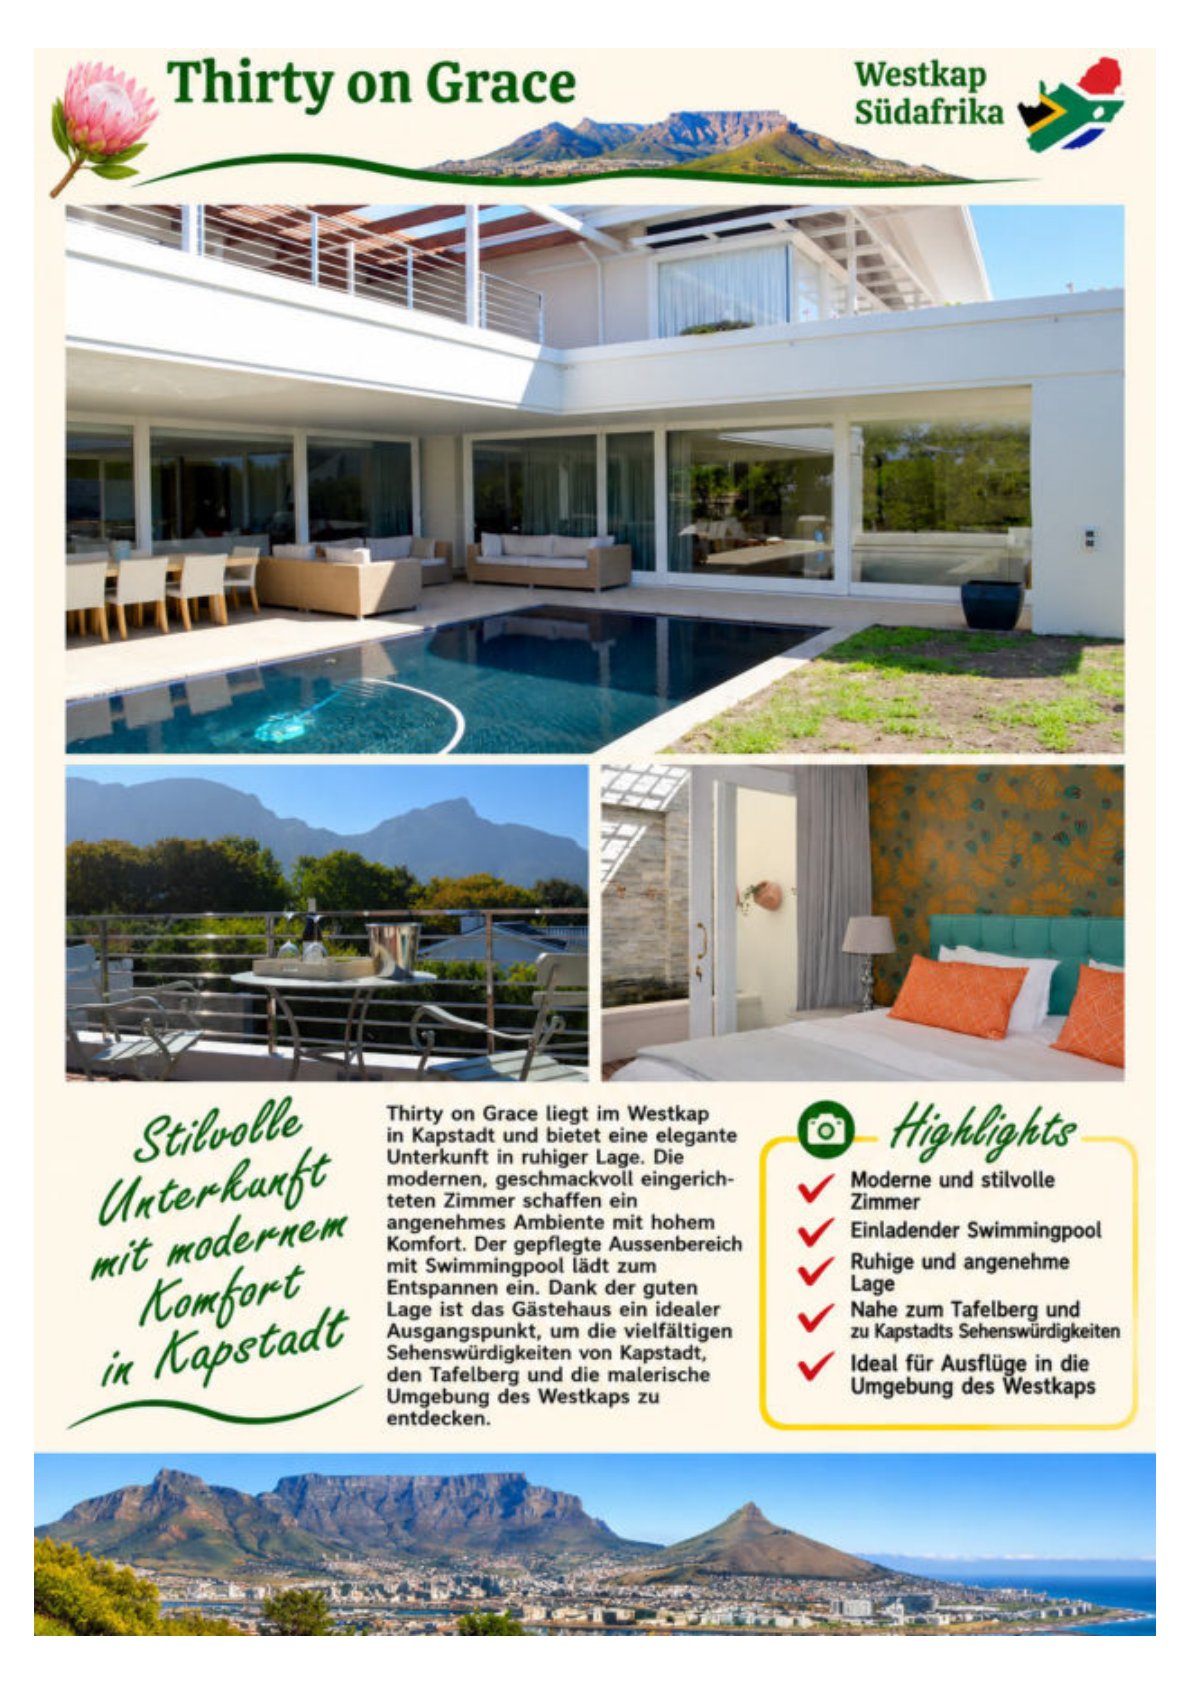 Thirty on Grace
Westkap
Südafrika
Stilvolle
Unterkunft
mit modernem
Komfort
in Kapstadt
Thirty on Grace liegt im Westkap
in Kapstadt und bietet eine elegante
Unterkunft in ruhiger Lage. Die
modernen, geschmackvoll eingerich-
teten Zimmer schaffen ein
angenehmes Ambiente mit hohem
Komfort. Der gepflegte Aussenbereich
mit Swimmingpool lädt zum
Entspannen ein. Dank der guten
Lage ist das Gästehaus ein idealer
Ausgangspunkt, um die vielfältigen
Sehenswürdigkeiten von Kapstadt,
den Tafelberg und die malerische
Umgebung des Westkaps zu
entdecken.
Highlights
Moderne und stilvolle
Zimmer
Einladender Swimmingpool
Ruhige und angenehme
Lage
Nahe zum Tafelberg und
zu Kapstadts Sehenswürdigkeiten
Ideal für Ausflüge in die
Umgebung des Westkaps